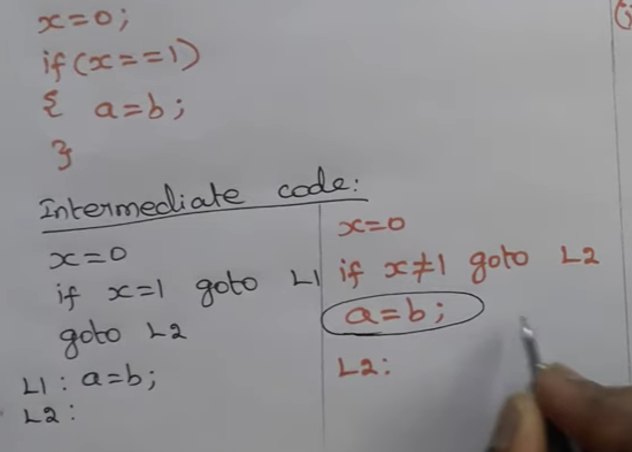 x=0;
if(x==1)
{ a=b;
}
Intermediate code:
x=0
if x=1 goto L1
goto L2
L1: a=b;
L2:
x=0
if x≠1 goto L2
a=b;
L2: